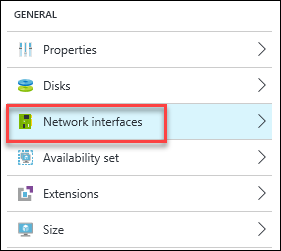 GENERAL
Properties
Disks
Network interfaces
Availability set
Extensions
Size